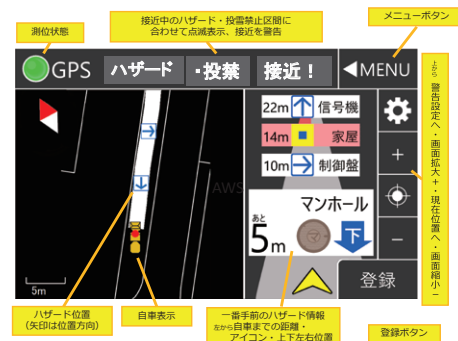 測位状態
接近中のハザード・投雪禁止区間に
合わせて点滅表示、接近を警告
メニューボタン
GPS
ハザード
・投禁
接近！
◀MENU
22m
信号機
14m
家屋
10m
制御盤
マンホール
あと
5m
下
+
−
登録
5m
AWS
上から 警告設定へ・画面拡大＋・現在位置へ・画面縮小－
ハザード位置
(矢印は位置方向)
自車表示
一番手前のハザード情報
左から自車までの距離・
アイコン・上下左右位置
登録ボタン